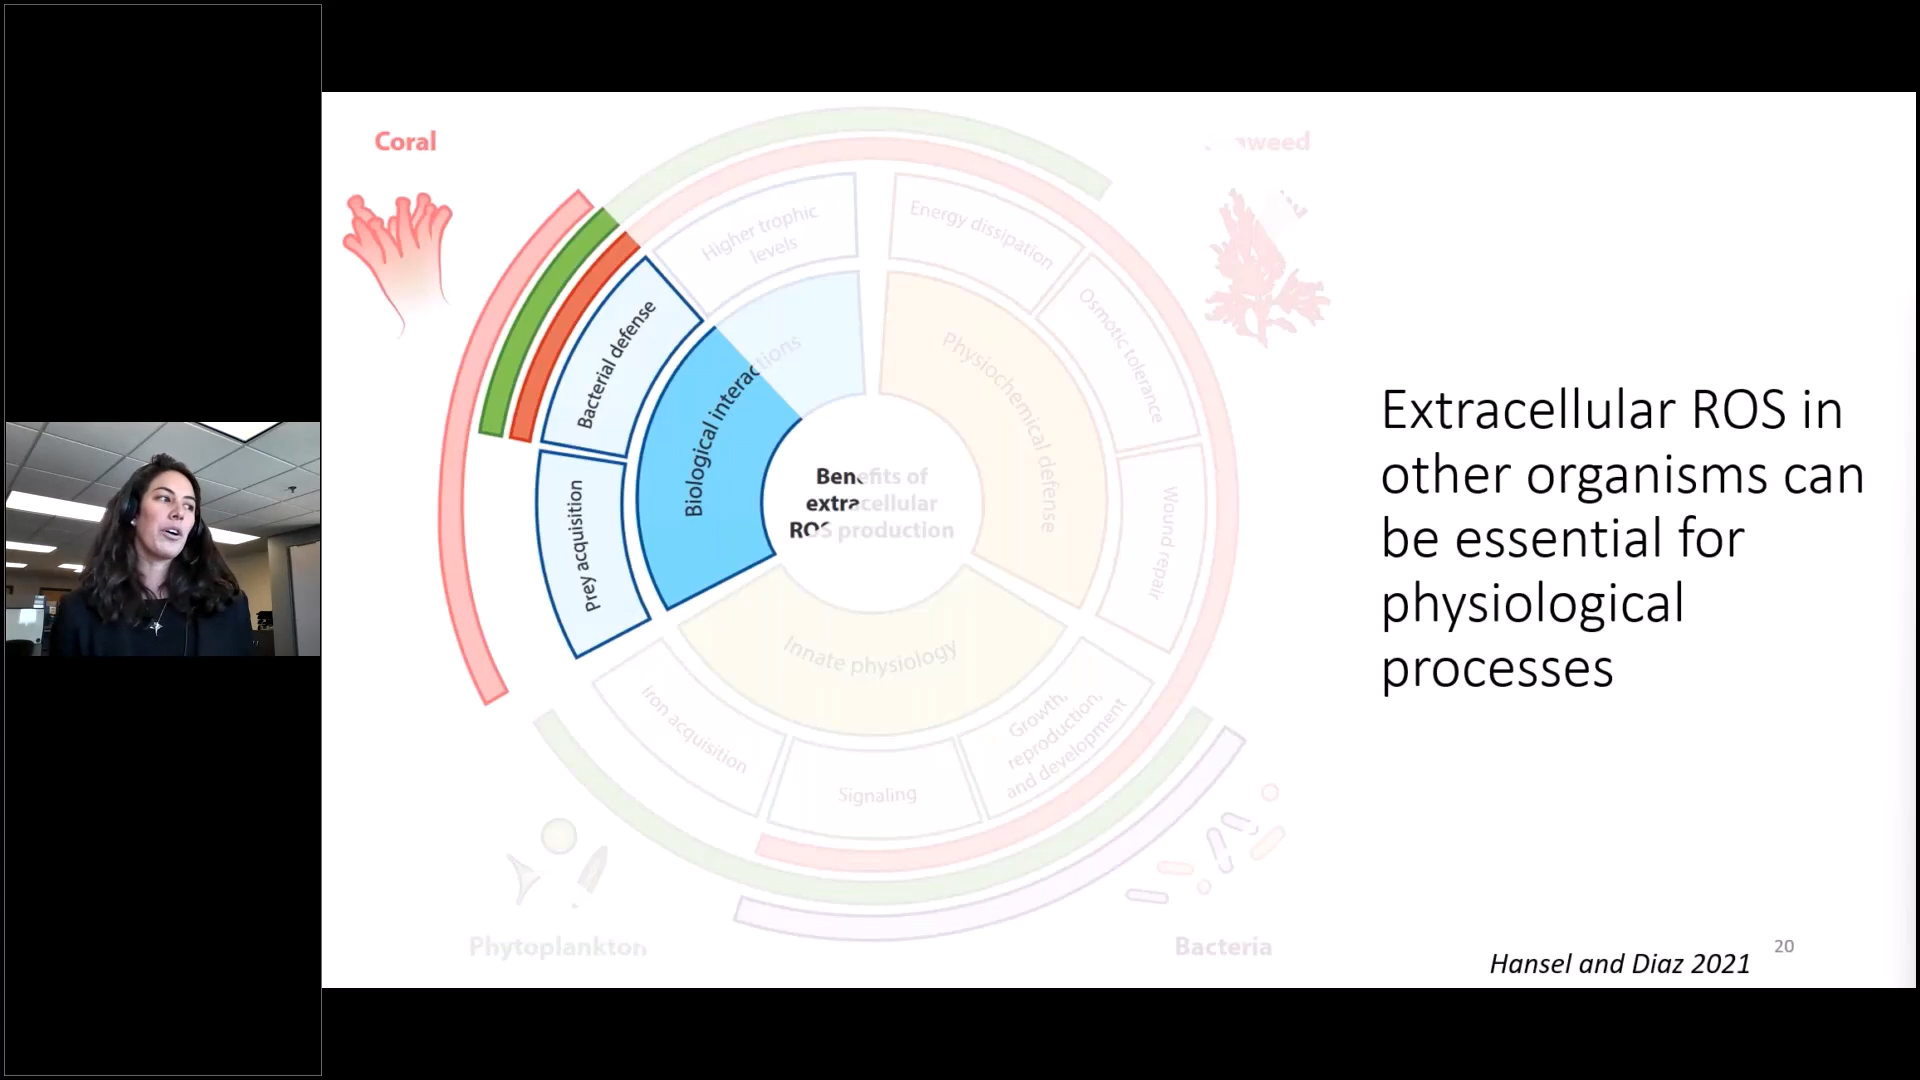 Coral
weed
Higher trophic
levels
Energy dissipation
Osmotic tolerance
Wound repair
Bacterial defense
Prey acquisition
Biological interactions
Physiochemical defense
Benefits of
extracellular
ROS production
Innate physiology
Iron acquisition
Signaling
Growth,
reproduction,
and development
Phytoplankton
Bacteria
Extracellular ROS in
other organisms can
be essential for
physiological
processes
Hansel and Diaz 2021
20